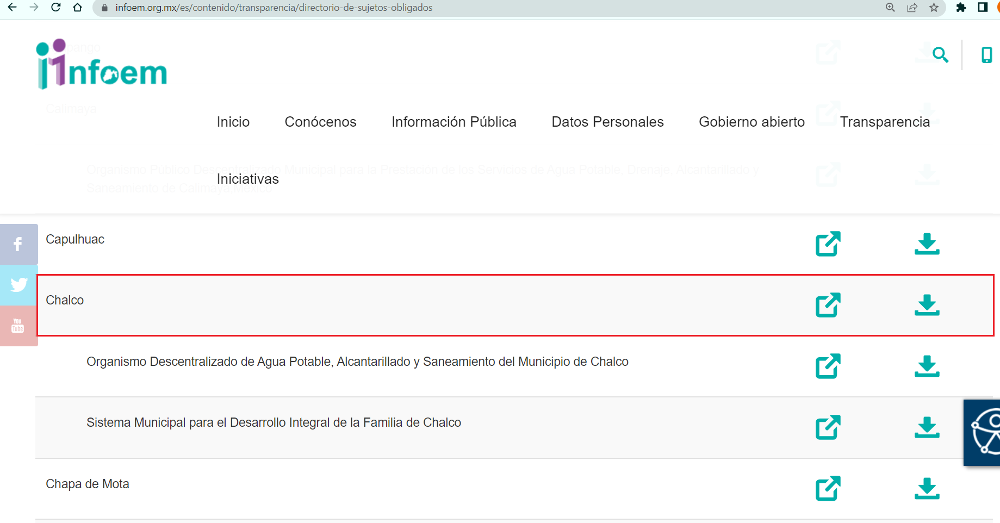 infoem.org.mx/es/contenido/transparencia/directorio-de-sujetos-obligados
infoem
Calimaya
Inicio Conócenos Información Pública Datos Personales Gobierno abierto Transparencia
Organismo Público Descentralizado Municipal para la Prestación de los Servicios de Agua Potable, Drenaje, Alcantarillado y
Iniciativas
Saneamiento de Calimaya, México
Capulhuac
Chalco
You
Tube
Organismo Descentralizado de Agua Potable, Alcantarillado y Saneamiento del Municipio de Chalco
Sistema Municipal para el Desarrollo Integral de la Familia de Chalco
Chapa de Mota